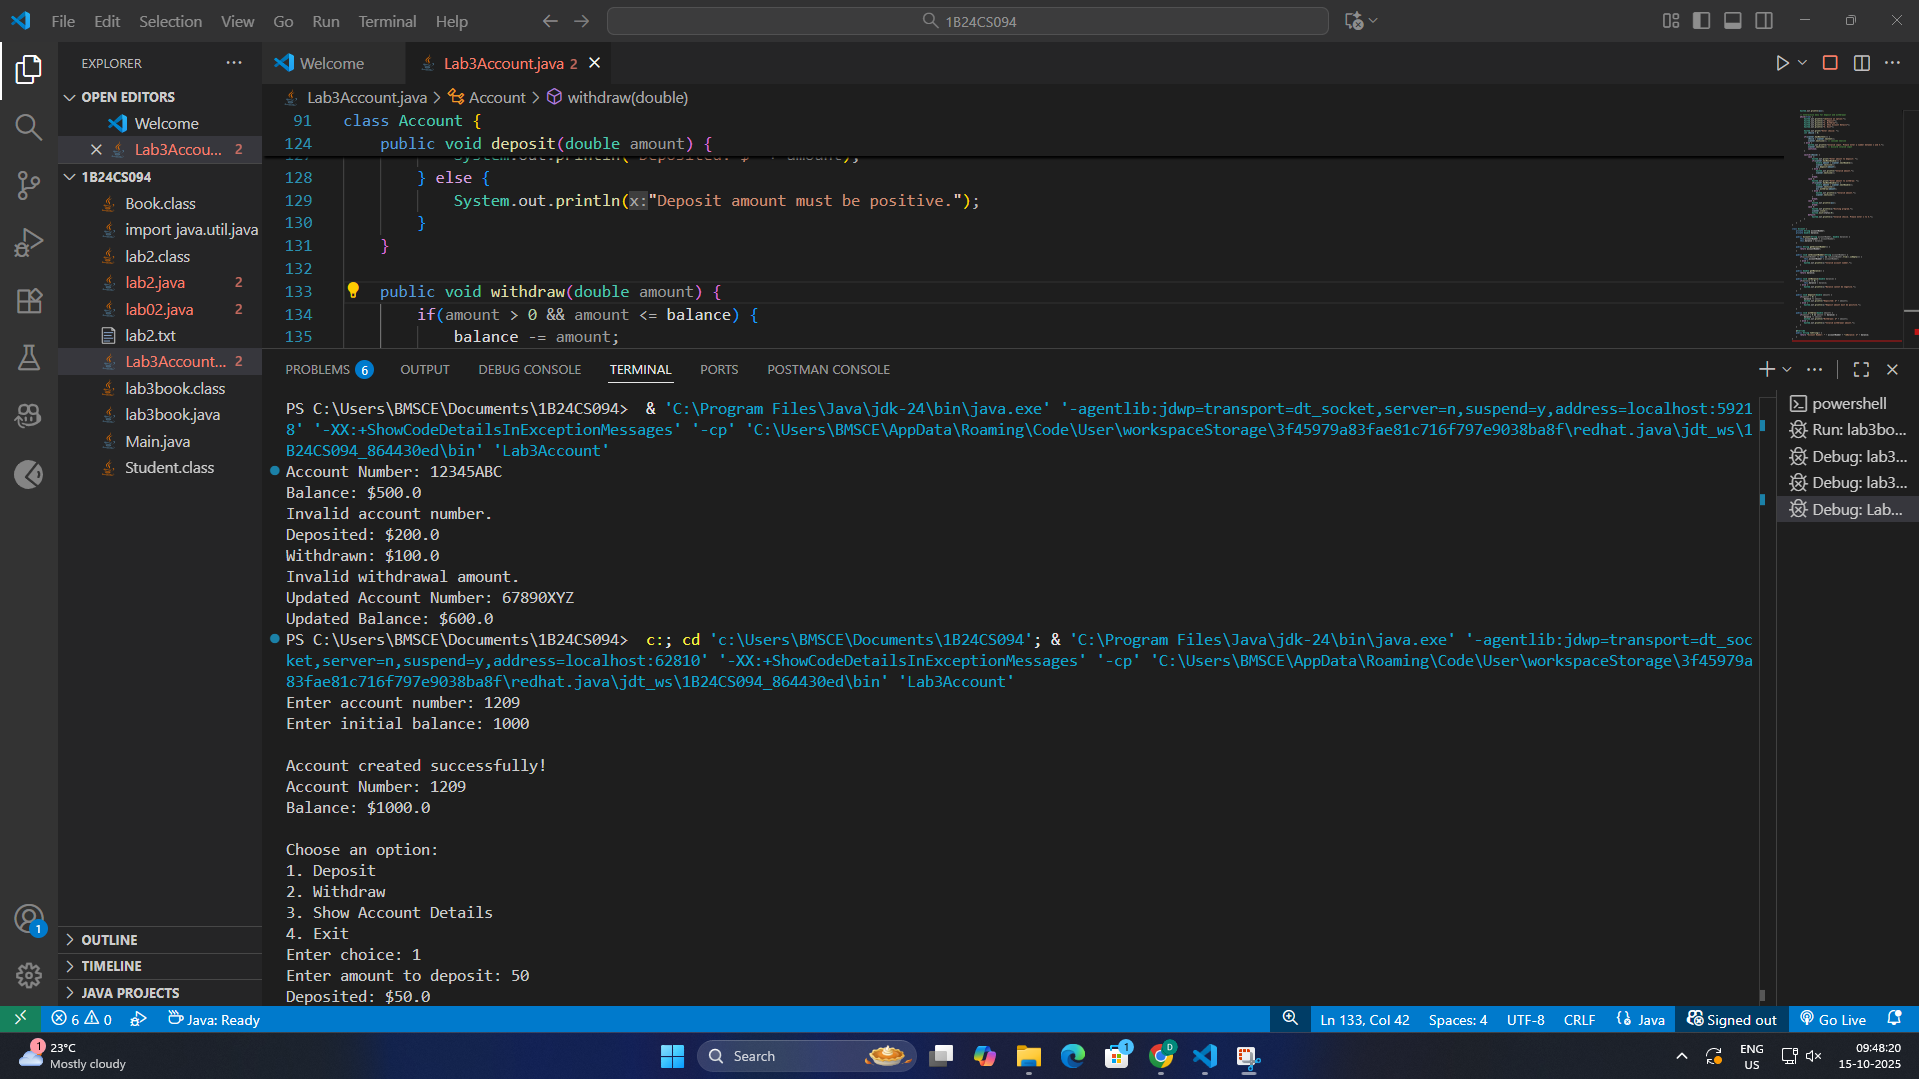 File Edit Selection View Go Run Terminal Help
1B24CS094
EXPLORER
OPEN EDITORS
Welcome
Lab3Accou... 2
1B24CS094
Book.class
import java.util.java
lab2.class
lab2.java 2
lab02.java 2
lab2.txt
Lab3Account... 2
lab3book.class
lab3book.java
Main.java
Student.class
OUTLINE
TIMELINE
JAVA PROJECTS
Welcome
Lab3Account.java 2
Lab3Account.java > Account > withdraw(double)
91 class Account {
124 public void deposit(double amount) {
128 } else {
129 System.out.println(x:"Deposit amount must be positive.");
130 }
131 }
132
133 public void withdraw(double amount) {
134 if(amount > 0 && amount <= balance) {
135 balance -= amount;
PROBLEMS 6 OUTPUT DEBUG CONSOLE TERMINAL PORTS POSTMAN CONSOLE
PS C:\Users\BMSCE\Documents\1B24CS094> & 'C:\Program Files\Java\jdk-24\bin\java.exe' '-agentlib:jdwp=transport=dt_socket,server=n,suspend=y,address=localhost:5921
8' '-XX:+ShowCodeDetailsInExceptionMessages' '-cp' 'C:\Users\BMSCE\AppData\Roaming\Code\User\workspaceStorage\3f45979a83fae81c716f797e9038ba8f\redhat.java\jdt_ws\1
B24CS094_864430ed\bin' 'Lab3Account'
Account Number: 12345ABC
Balance: $500.0
Invalid account number.
Deposited: $200.0
Withdrawn: $100.0
Invalid withdrawal amount.
Updated Account Number: 67890XYZ
Updated Balance: $600.0
PS C:\Users\BMSCE\Documents\1B24CS094> c:; cd 'c:\Users\BMSCE\Documents\1B24CS094'; & 'C:\Program Files\Java\jdk-24\bin\java.exe' '-agentlib:jdwp=transport=dt_soc
ket,server=n,suspend=y,address=localhost:62810' '-XX:+ShowCodeDetailsInExceptionMessages' '-cp' 'C:\Users\BMSCE\AppData\Roaming\Code\User\workspaceStorage\3f45979a
83fae81c716f797e9038ba8f\redhat.java\jdt_ws\1B24CS094_864430ed\bin' 'Lab3Account'
Enter account number: 1209
Enter initial balance: 1000
Account created successfully!
Account Number: 1209
Balance: $1000.0
Choose an option:
1. Deposit
2. Withdraw
3. Show Account Details
4. Exit
Enter choice: 1
Enter amount to deposit: 50
Deposited: $50.0
powershell
Run: lab3bo...
Debug: lab3...
Debug: lab3...
Debug: Lab...
1
6 0 Java: Ready
Ln 133, Col 42 Spaces: 4 UTF-8 CRLF Java Signed out Go Live
1
23°C
Mostly cloudy
Search
1
D
ENG
US
09:48:20
15-10-2025